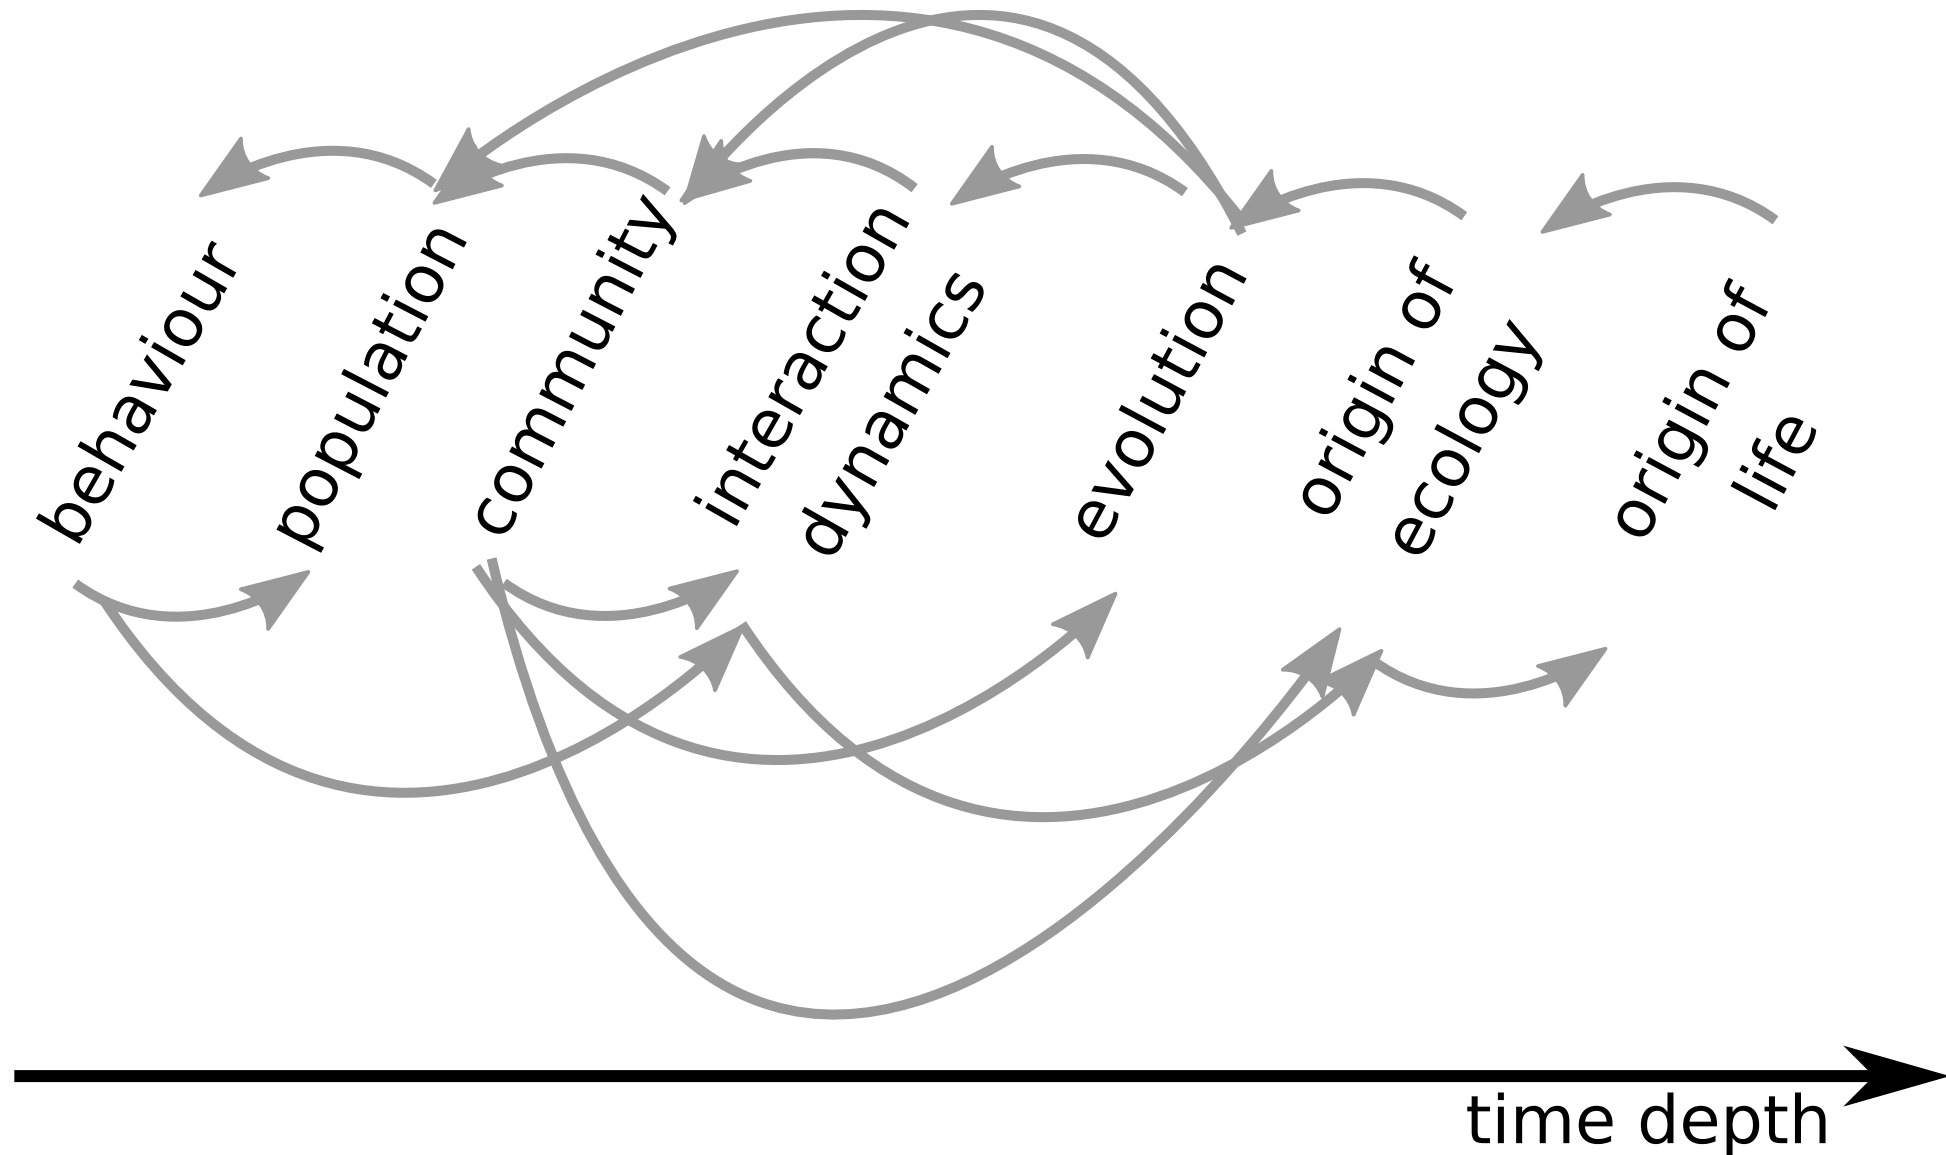 behaviour
population
community
interaction
dynamics
evolution
origin of
ecology
origin of
life
time depth